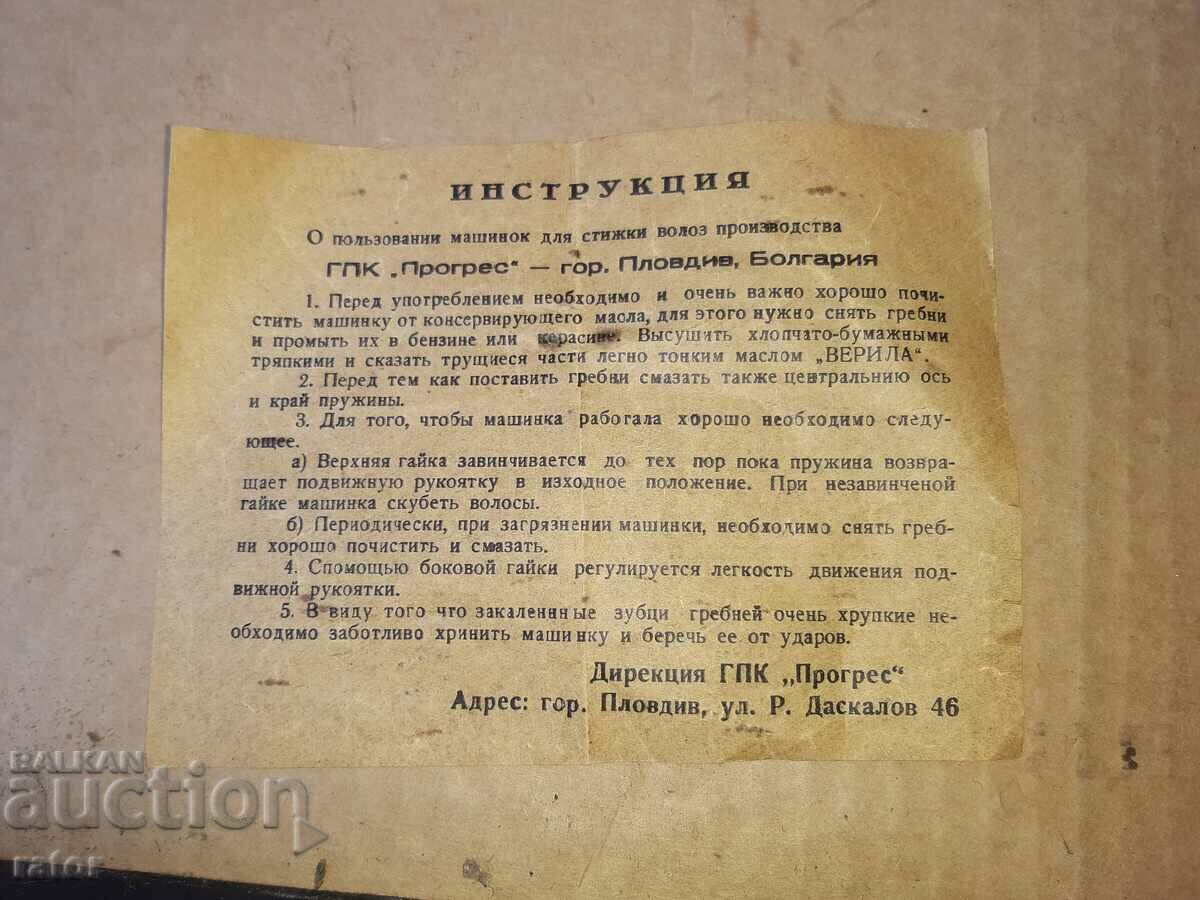 ИНСТРУКЦИЯ
О пользовании машинок для стижки волоз производства
ГПК „Прогрес“ — гор. Пловдив, Болгария
1. Перед употреблением необходимо и очень важно хорошо почи-
стить машинку от консервирующего масла, для этого нужно снять гребни
и промыть их в бензине или керасине. Высушить хлопчато-бумажными
тряпкими и сказать трущиеся части легно тонким маслом „ВЕРИЛА“.
2. Перед тем как поставить гребни смазать также центральнию ось
и край пружины.
3. Для того, чтобы машинка работала хорошо необходимо следу-
ющее.
а) Верхняя гайка завинчивается до тех пор пока пружина возвра-
щает подвижную рукоятку в изходное положение. При незавинченой
гайке машинка скубеть волосы.
б) Периодически, при загрязнении машинки, необходимо снять греб-
ни хорошо почистить и смазать.
4. Спомощью боковой гайки регулируется легкость движения под-
вижной рукоятки.
5. В виду того что закаленнные зубци гребней очень хрупкие не-
обходимо заботливо хринить машинку и беречь ее от ударов.
Дирекция ГПК „Прогрес“
Адрес: гор. Пловдив, ул. Р. Даскалов 46
BALKAN
auction
rafor